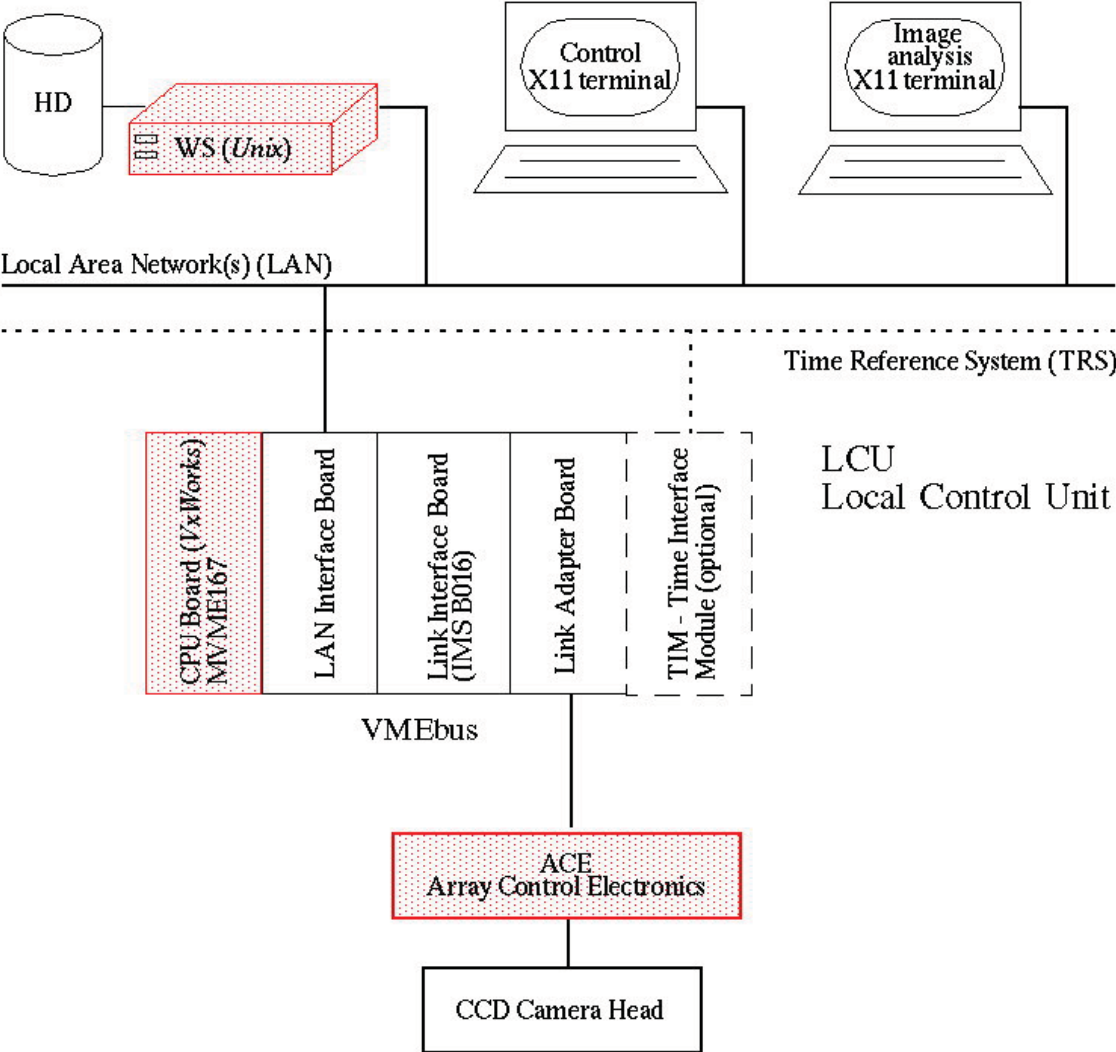 HD
WS (Unix)
Control
X11 terminal
Image
analysis
X11 terminal
Local Area Network(s) (LAN)
Time Reference System (TRS)
CPU Board (VxWorks)
MVME167
LAN Interface Board
Link Interface Board
(IMS B016)
Link Adapter Board
TIM - Time Interface
Module (optional)
LCU
Local Control Unit
VMEbus
ACE
Array Control Electronics
CCD Camera Head